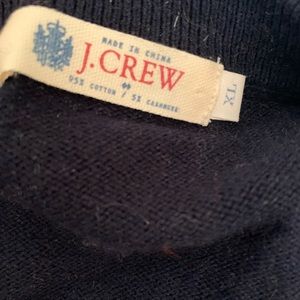 MADE IN CHINA
J.CREW
95% COTTON / 5% CASHMERE
XL